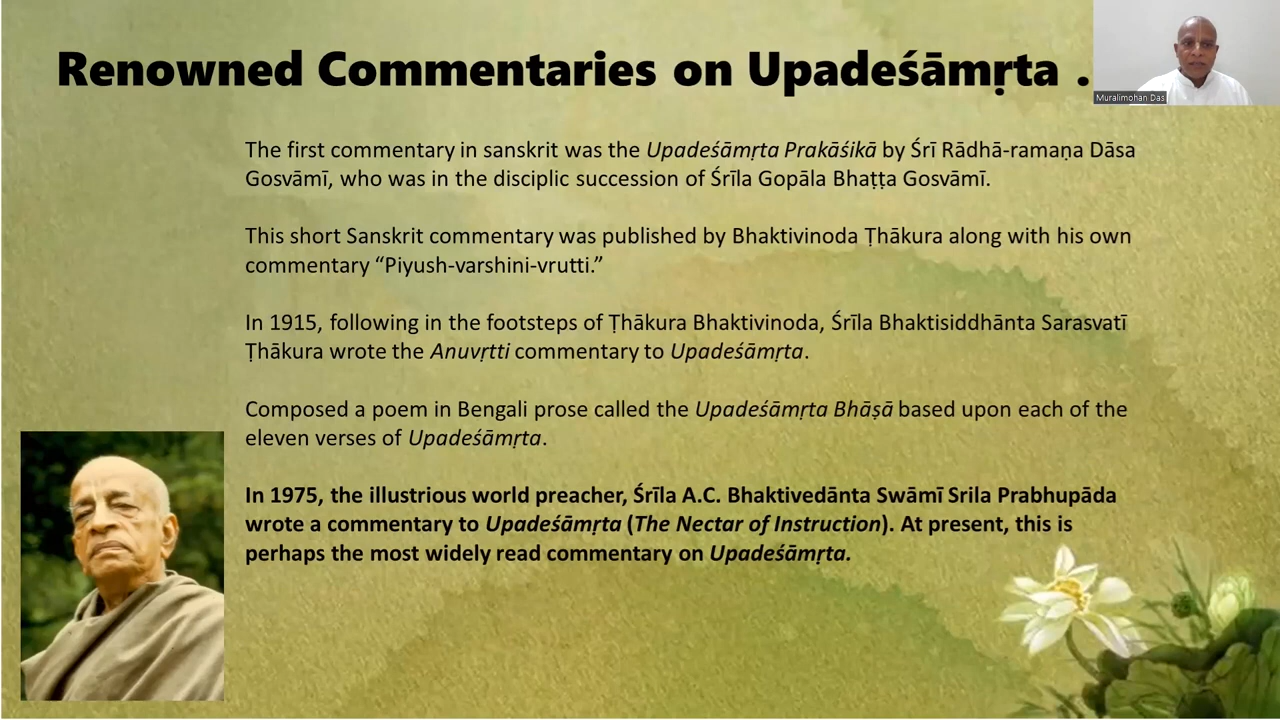 Renowned Commentaries on Upadeśāmṛta .
Muralimohan Das
The first commentary in sanskrit was the Upadeśāmṛta Prakāśikā by Śrī Rādhā-ramaṇa Dāsa
Gosvāmī, who was in the disciplic succession of Śrīla Gopāla Bhaṭṭa Gosvāmī.
This short Sanskrit commentary was published by Bhaktivinoda Ṭhākura along with his own
commentary “Piyush-varshini-vrutti.”
In 1915, following in the footsteps of Ṭhākura Bhaktivinoda, Śrīla Bhaktisiddhānta Sarasvatī
Ṭhākura wrote the Anuvṛtti commentary to Upadeśāmṛta.
Composed a poem in Bengali prose called the Upadeśāmṛta Bhāṣā based upon each of the
eleven verses of Upadeśāmṛta.
In 1975, the illustrious world preacher, Śrīla A.C. Bhaktivedānta Swāmī Srila Prabhupāda
wrote a commentary to Upadeśāmṛta (The Nectar of Instruction). At present, this is
perhaps the most widely read commentary on Upadeśāmṛta.